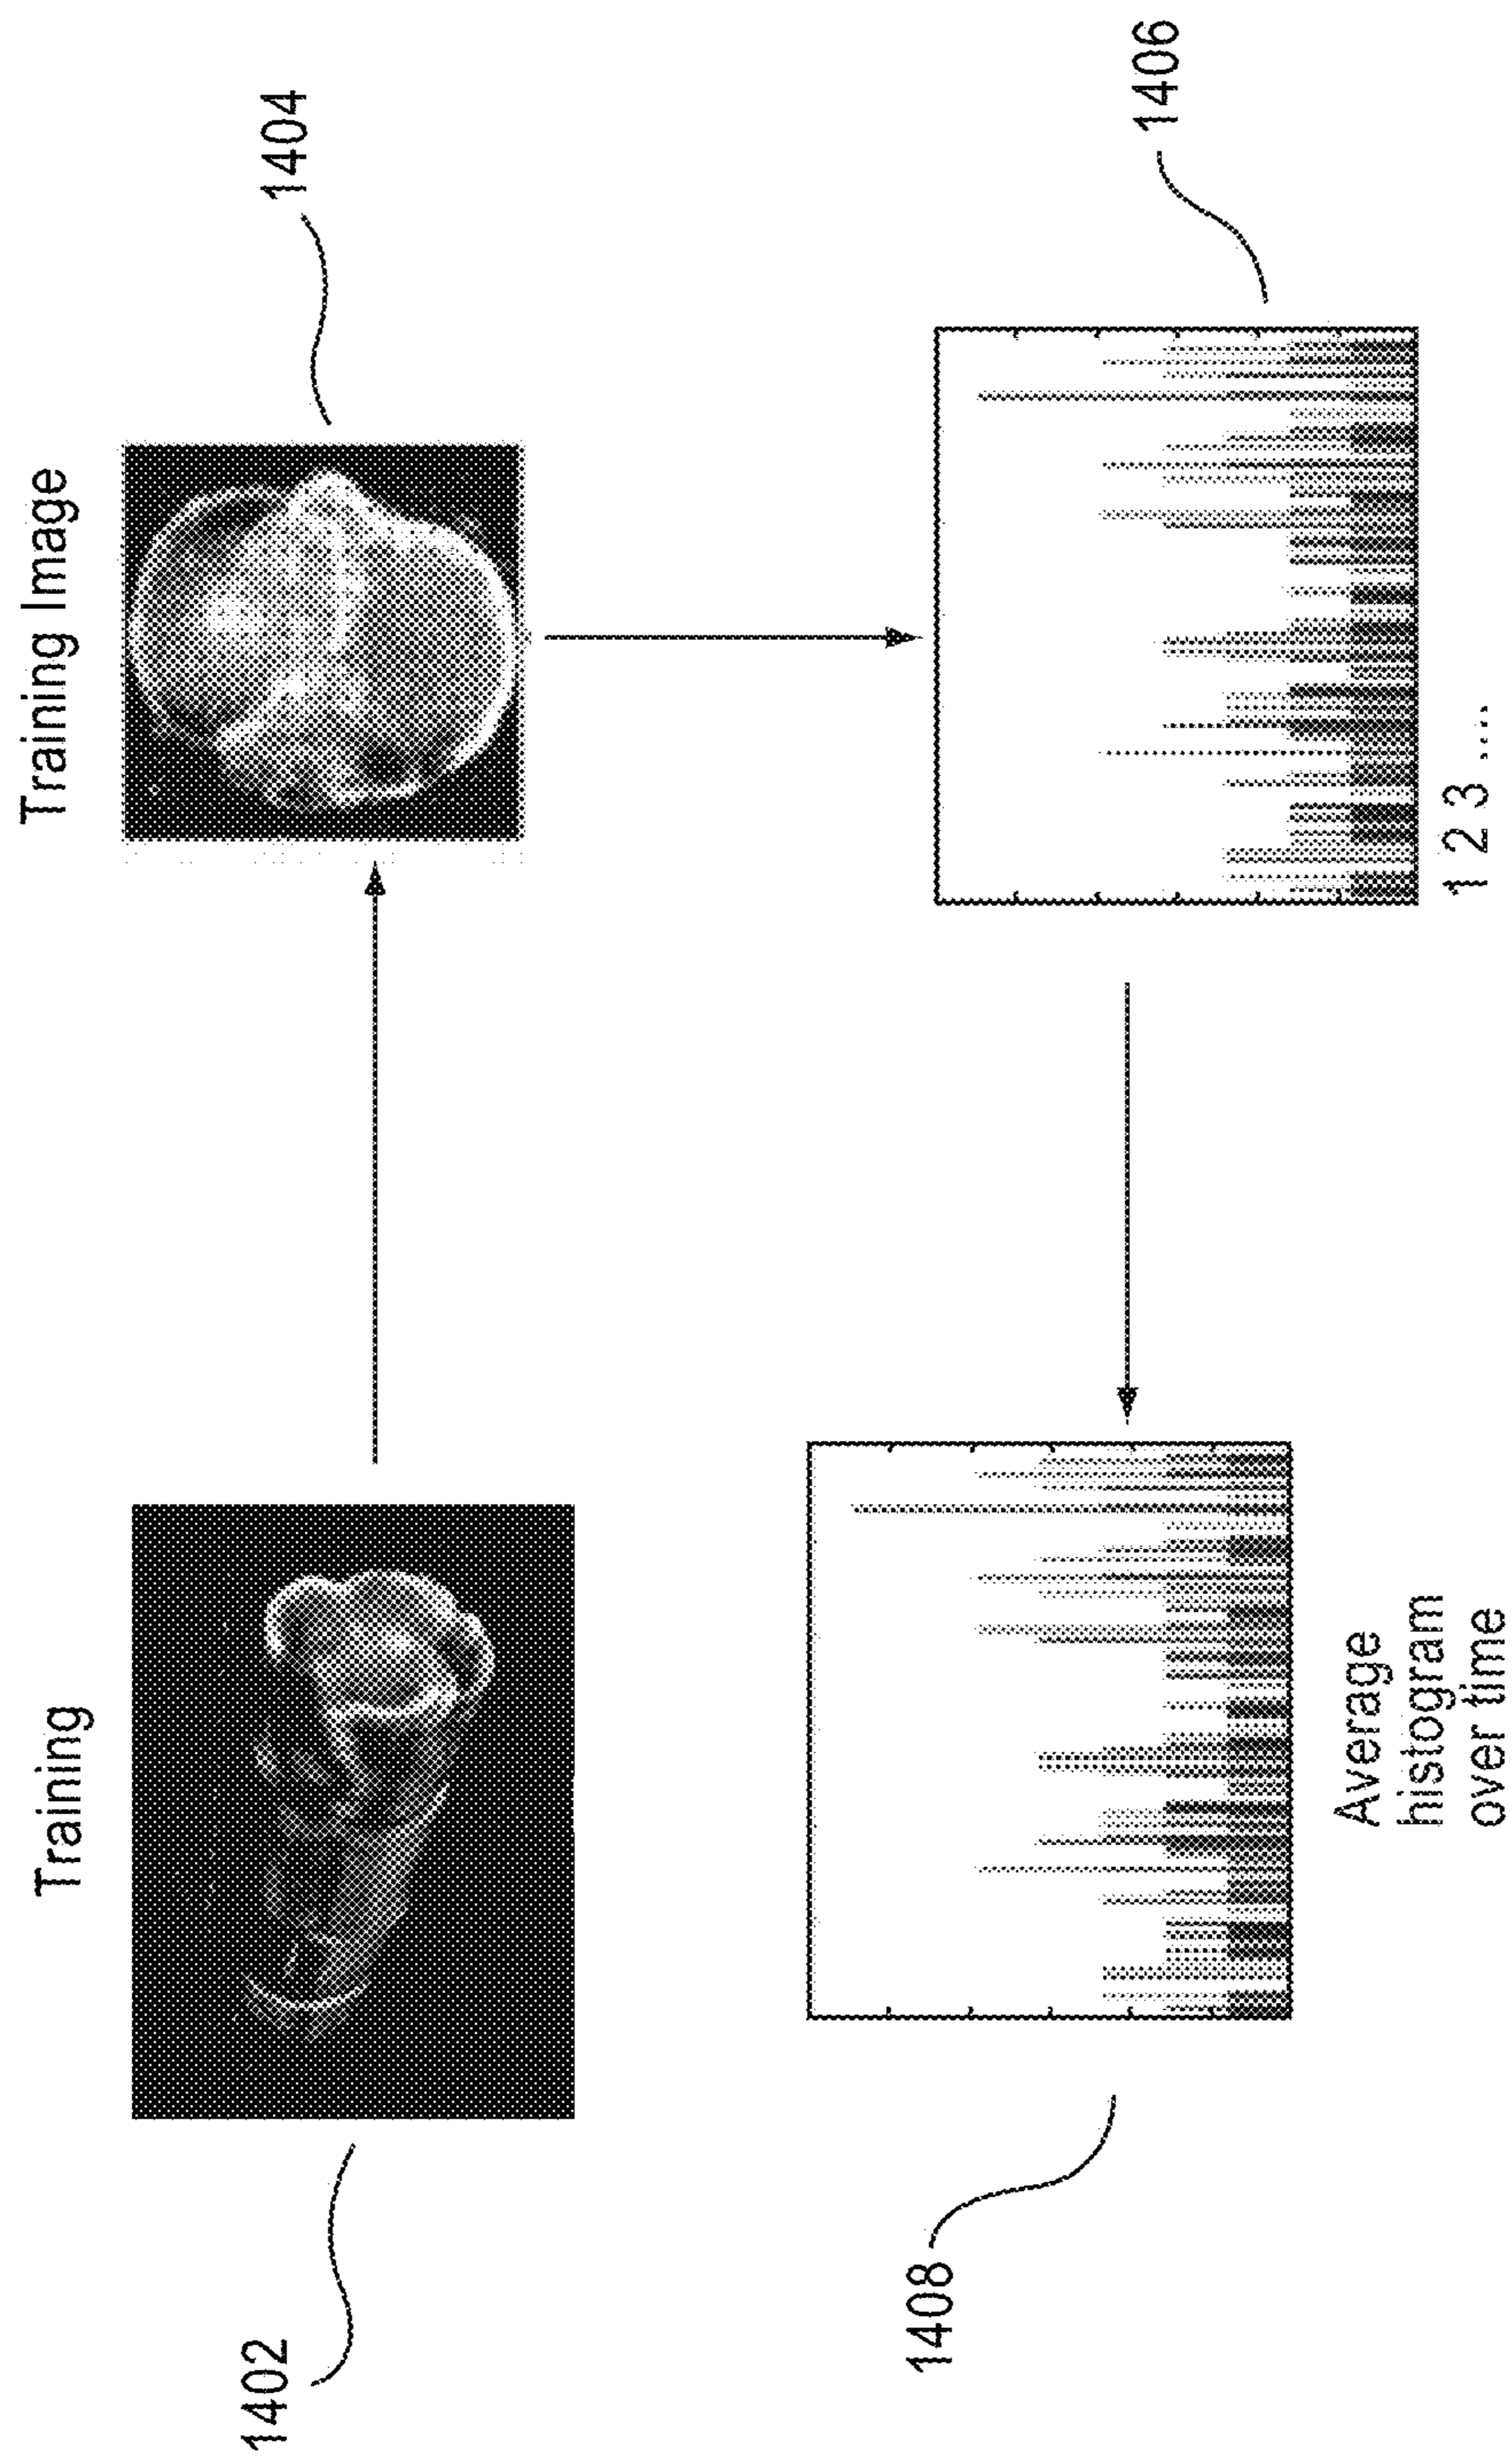 Training
Training Image
1402
1404
1408
1406
Average
histogram
over time
1 2 3 ....